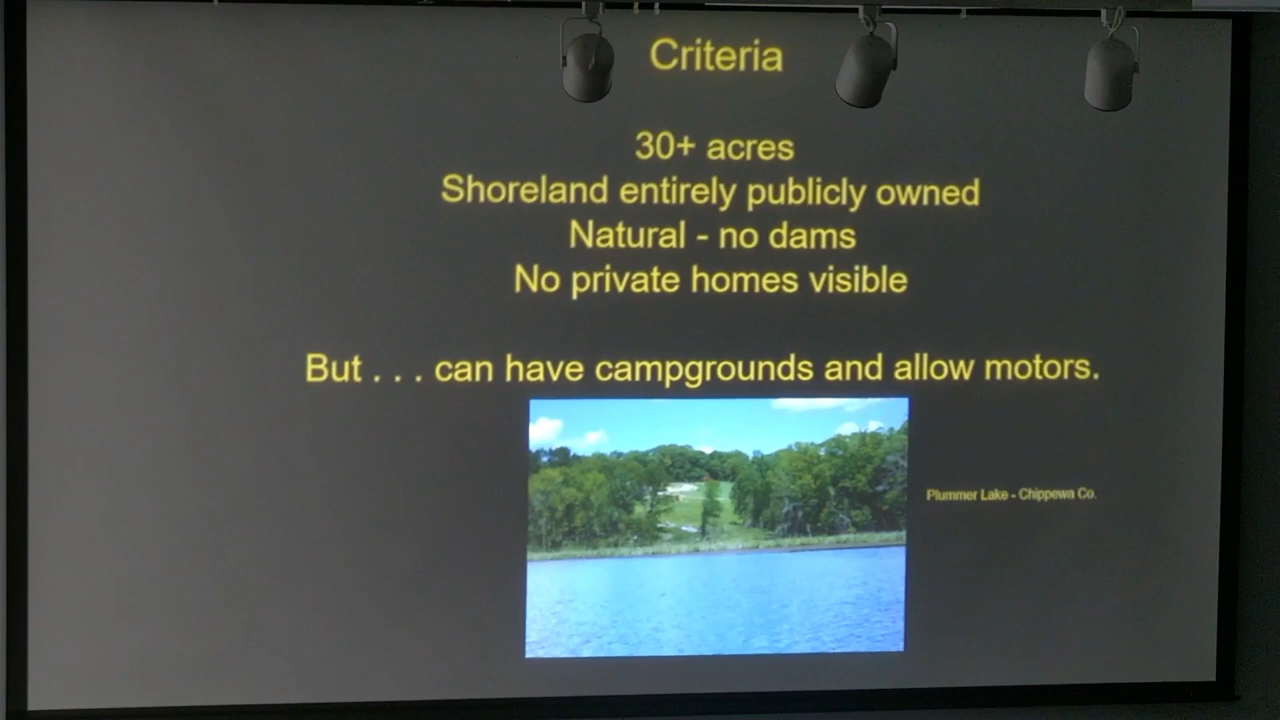 Criteria
30+ acres
Shoreland entirely publicly owned
Natural - no dams
No private homes visible
But . . . can have campgrounds and allow motors.
Plummer Lake - Chippewa Co.